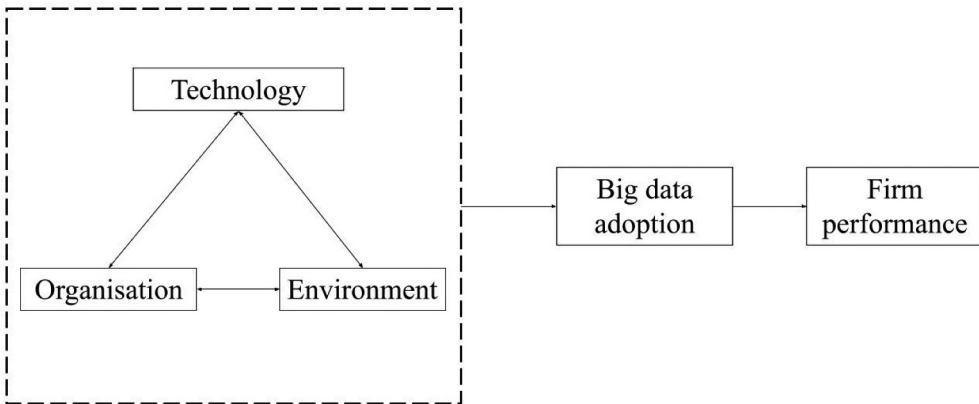 Technology
Organisation
Environment
Big data
adoption
Firm
performance